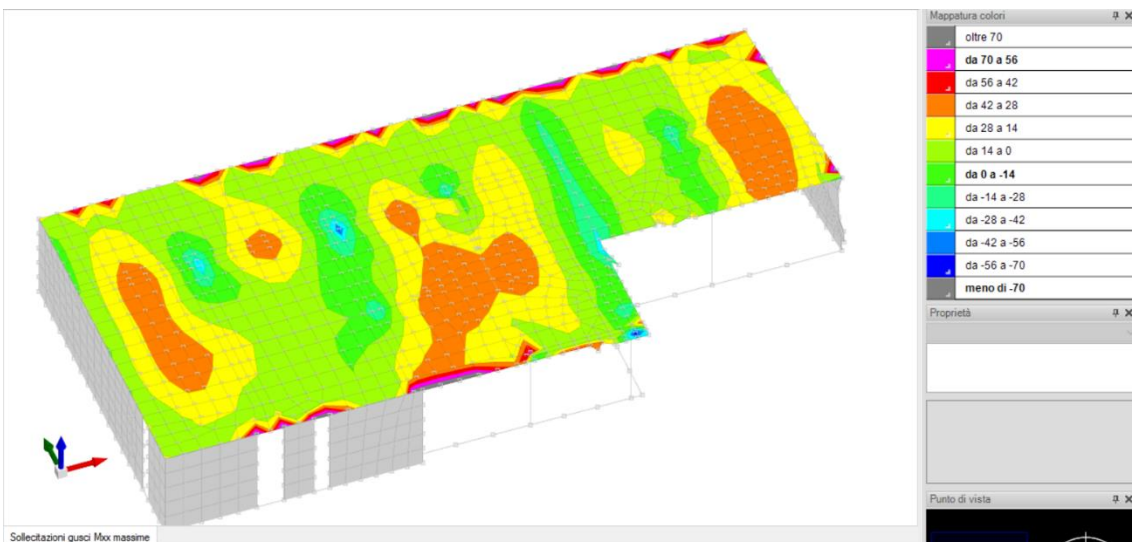 Mappatura colori
oltre 70
da 70 a 56
da 56 a 42
da 42 a 28
da 28 a 14
da 14 a 0
da 0 a -14
da -14 a -28
da -28 a -42
da -42 a -56
da -56 a -70
meno di -70
Proprietà
Punto di vista
Sollecitazioni gusci Mxx massime